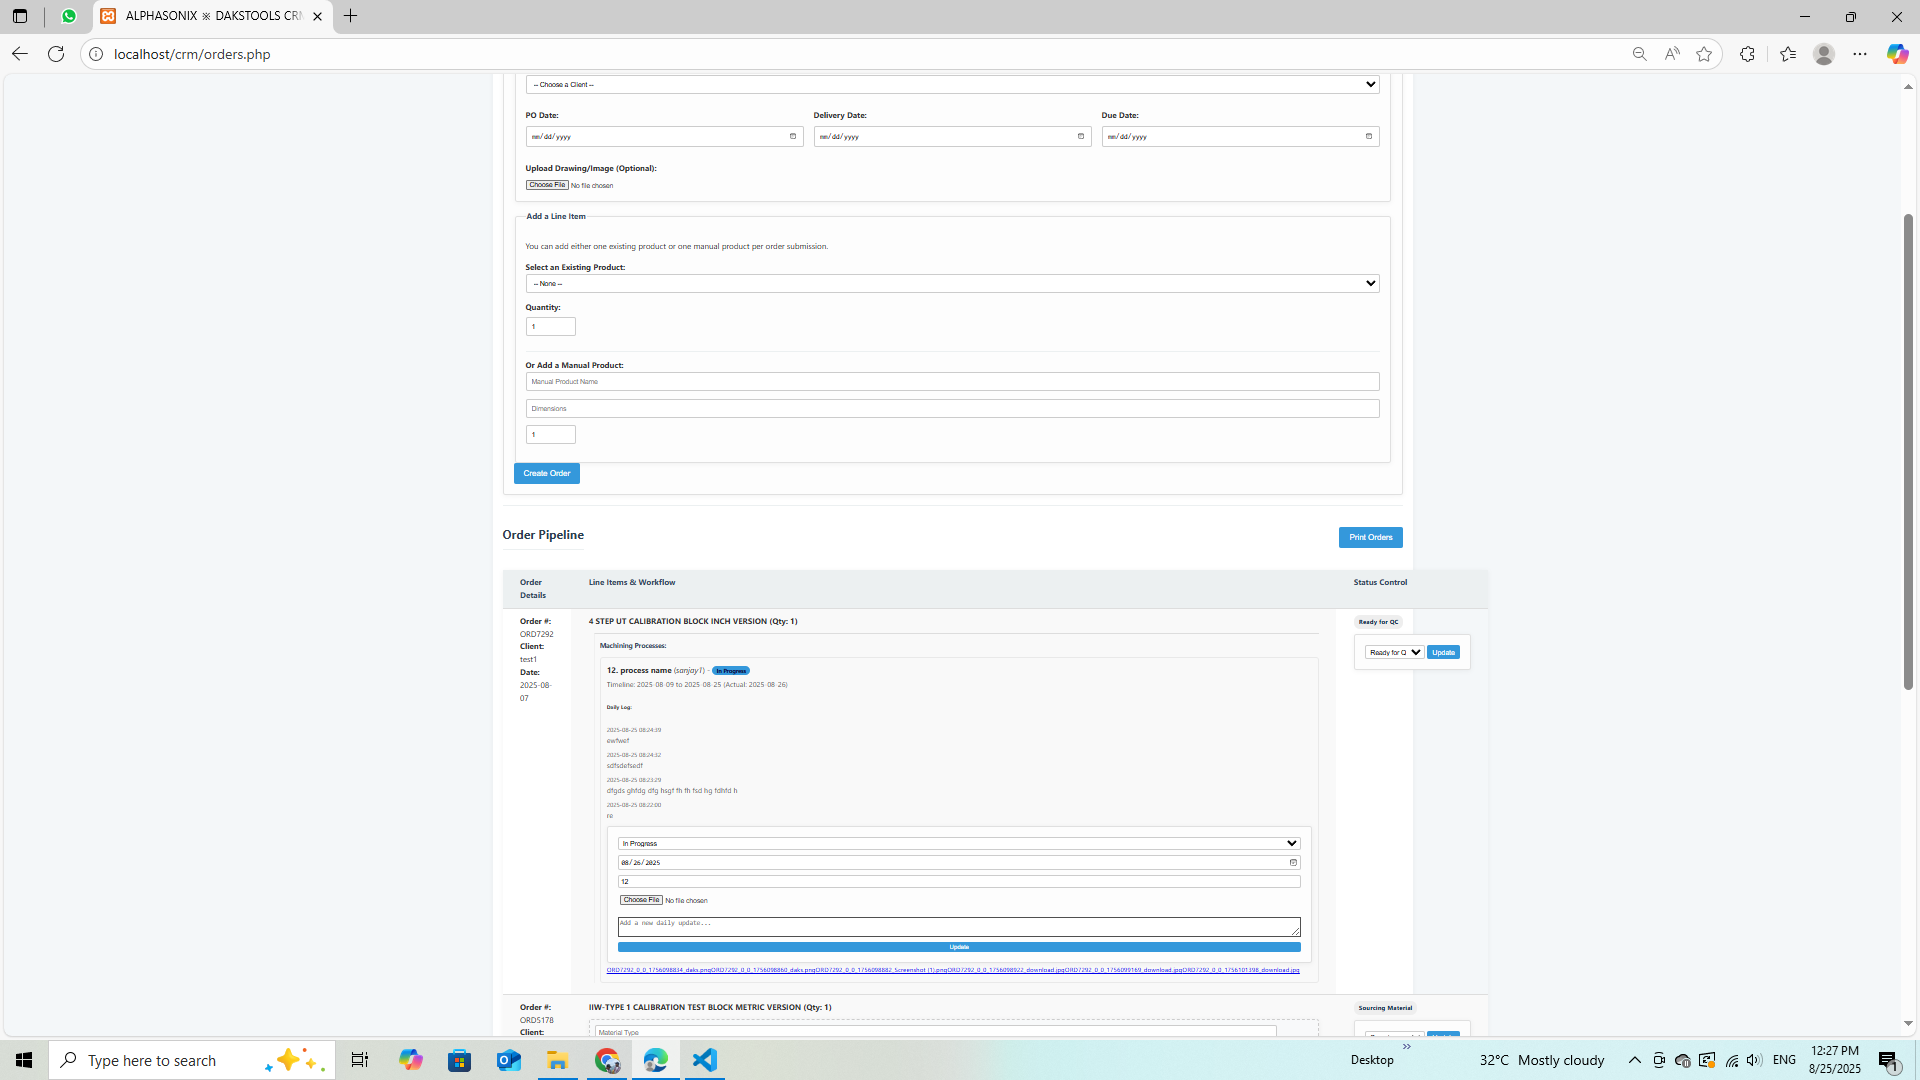 ALPHASONIX ※ DAKSTOOLS CRM
localhost/crm/orders.php
-- Choose a Client --
PO Date:
Delivery Date:
Due Date:
mm/dd/yyyy
mm/dd/yyyy
mm/dd/yyyy
Upload Drawing/Image (Optional):
Choose File No file chosen
Add a Line Item
You can add either one existing product or one manual product per order submission.
Select an Existing Product:
-- None --
Quantity:
1
Or Add a Manual Product:
Manual Product Name
Dimensions
1
Create Order
Order Pipeline
Print Orders
Order Details
Line Items & Workflow
Status Control
Order #:
ORD7292
Client:
test1
Date:
2025-08-
07
4 STEP UT CALIBRATION BLOCK INCH VERSION (Qty: 1)
Machining Processes:
12. process name (sanjay1) - In Progress
Timeline: 2025-08-09 to 2025-08-25 (Actual: 2025-08-26)
Daily Log:
2025-08-25 08:24:39
ewfwef
2025-08-25 08:24:32
sdfsdefsedf
2025-08-25 08:23:29
dfgds ghfdg dfg hsgf fh fh fsd hg fdhfd h
2025-08-25 08:22:00
re
In Progress
08/26/2025
12
Choose File No file chosen
Add a new daily update...
Update
ORD7292_0_0_1756098834_daks.pngORD7292_0_0_1756098860_daks.pngORD7292_0_0_1756098882_Screenshot (1).pngORD7292_0_0_1756098922_download.jpgORD7292_0_0_1756099169_download.jpgORD7292_0_0_1756101398_download.jpg
Ready for QC
Ready for Q
Update
Order #:
ORD5178
Client:
IIW-TYPE 1 CALIBRATION TEST BLOCK METRIC VERSION (Qty: 1)
Material Type
Sourcing Material
Type here to search
Desktop
32°C Mostly cloudy
ENG
12:27 PM
8/25/2025
1